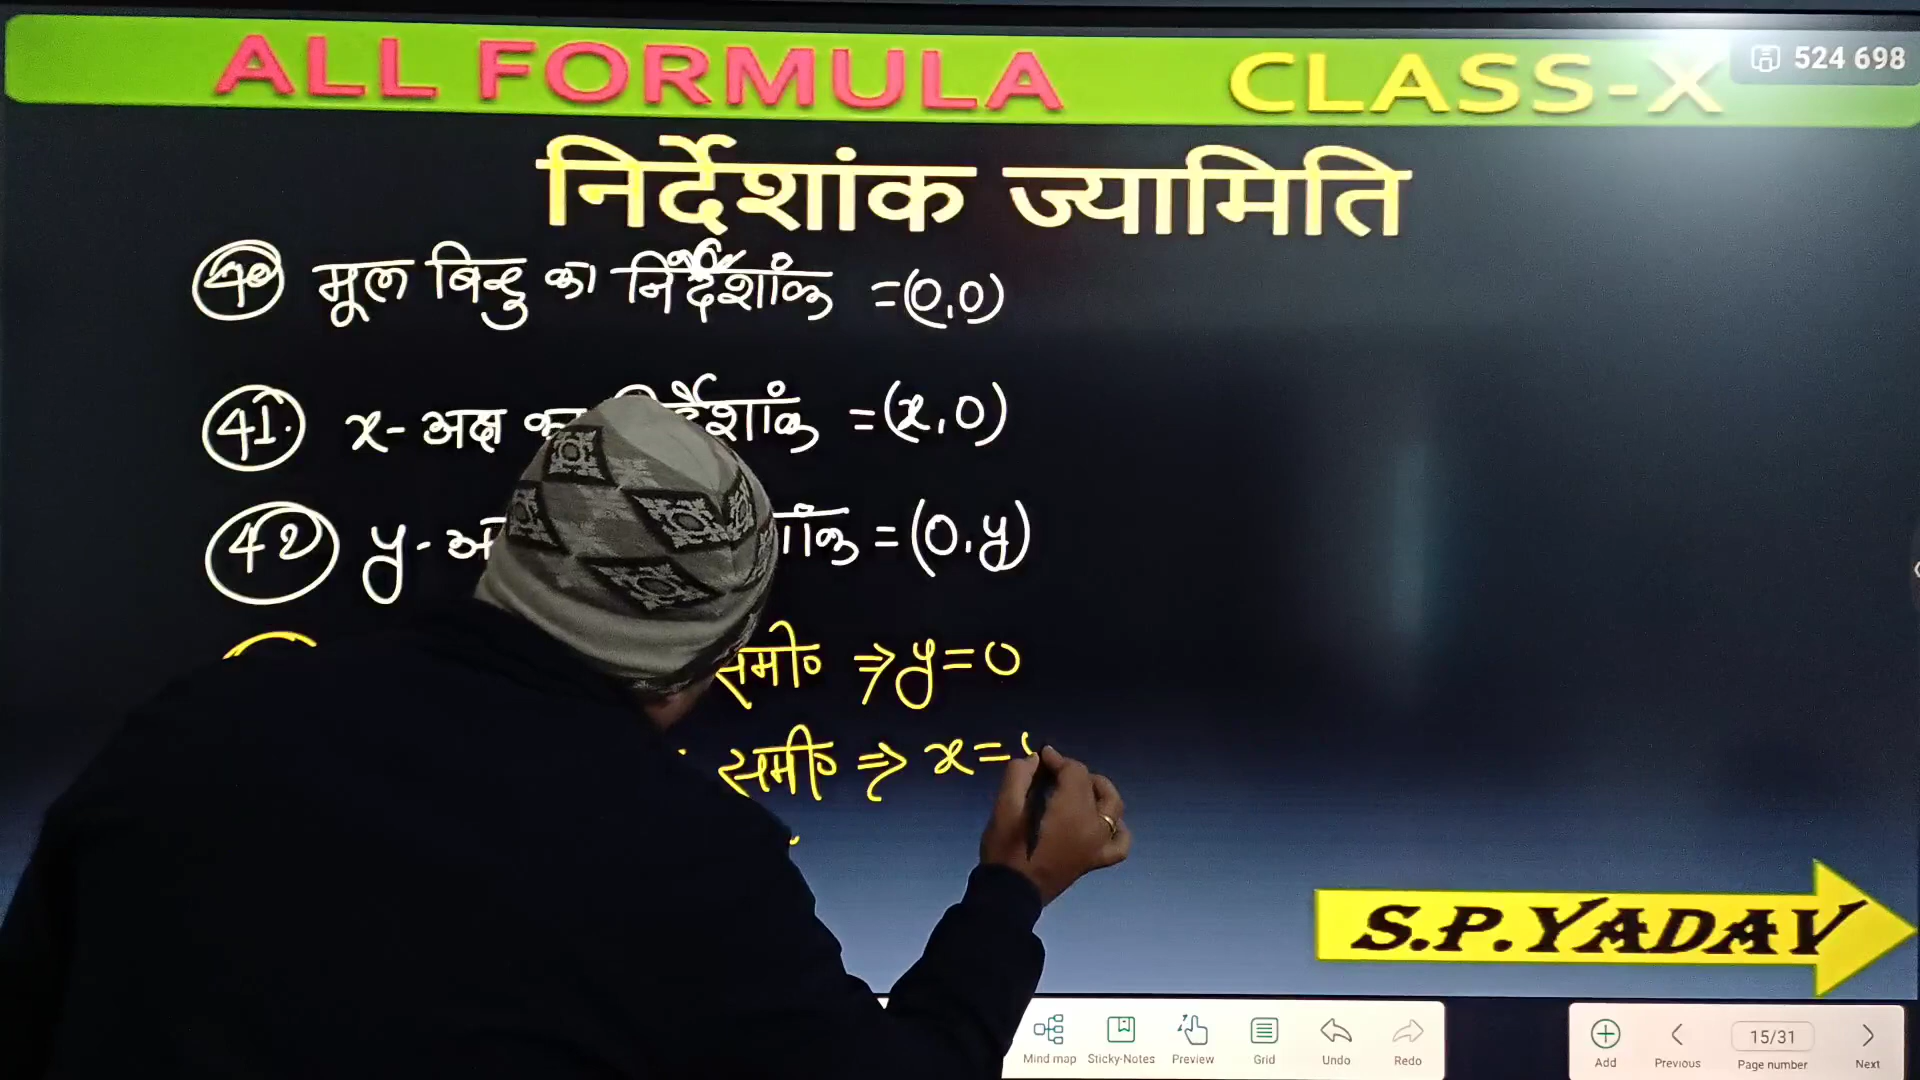 ALL FORMULA CLASS-X
524 698
निर्देशांक ज्यामिति
40 मूल बिन्दु का निर्देशांक =(0,0)
41. x- अक्ष का निर्देशांक =(x,0)
42 y- शांक =(0,y)
समी० ⇒ y=0
समी० ⇒ x=
S.P.YADAV
Mind map Sticky-Notes Preview Grid Undo Redo
Add Previous 15/31 Page number Next